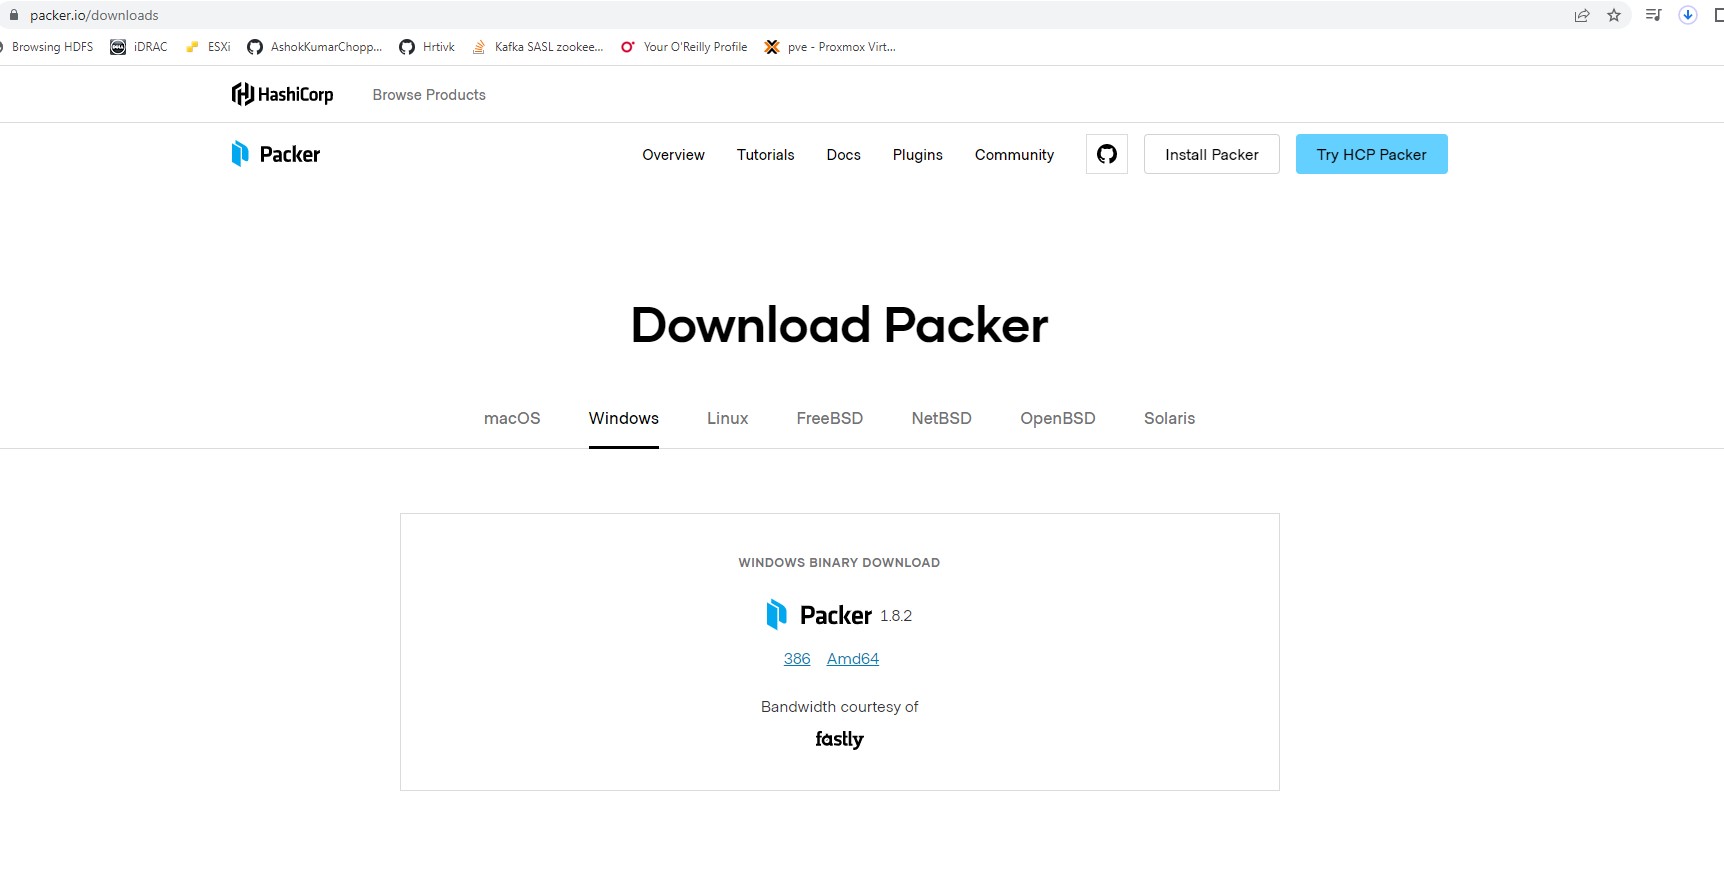 packer.io/downloads
Browsing HDFS iDRAC ESXi AshokKumarChopp... Hrtivk Kafka SASL zookee... Your O'Reilly Profile pve - Proxmox Virt...
HashiCorp Browse Products
Packer Overview Tutorials Docs Plugins Community Install Packer Try HCP Packer
Download Packer
macOS Windows Linux FreeBSD NetBSD OpenBSD Solaris
WINDOWS BINARY DOWNLOAD
Packer 1.8.2
386 Amd64
Bandwidth courtesy of
fastly